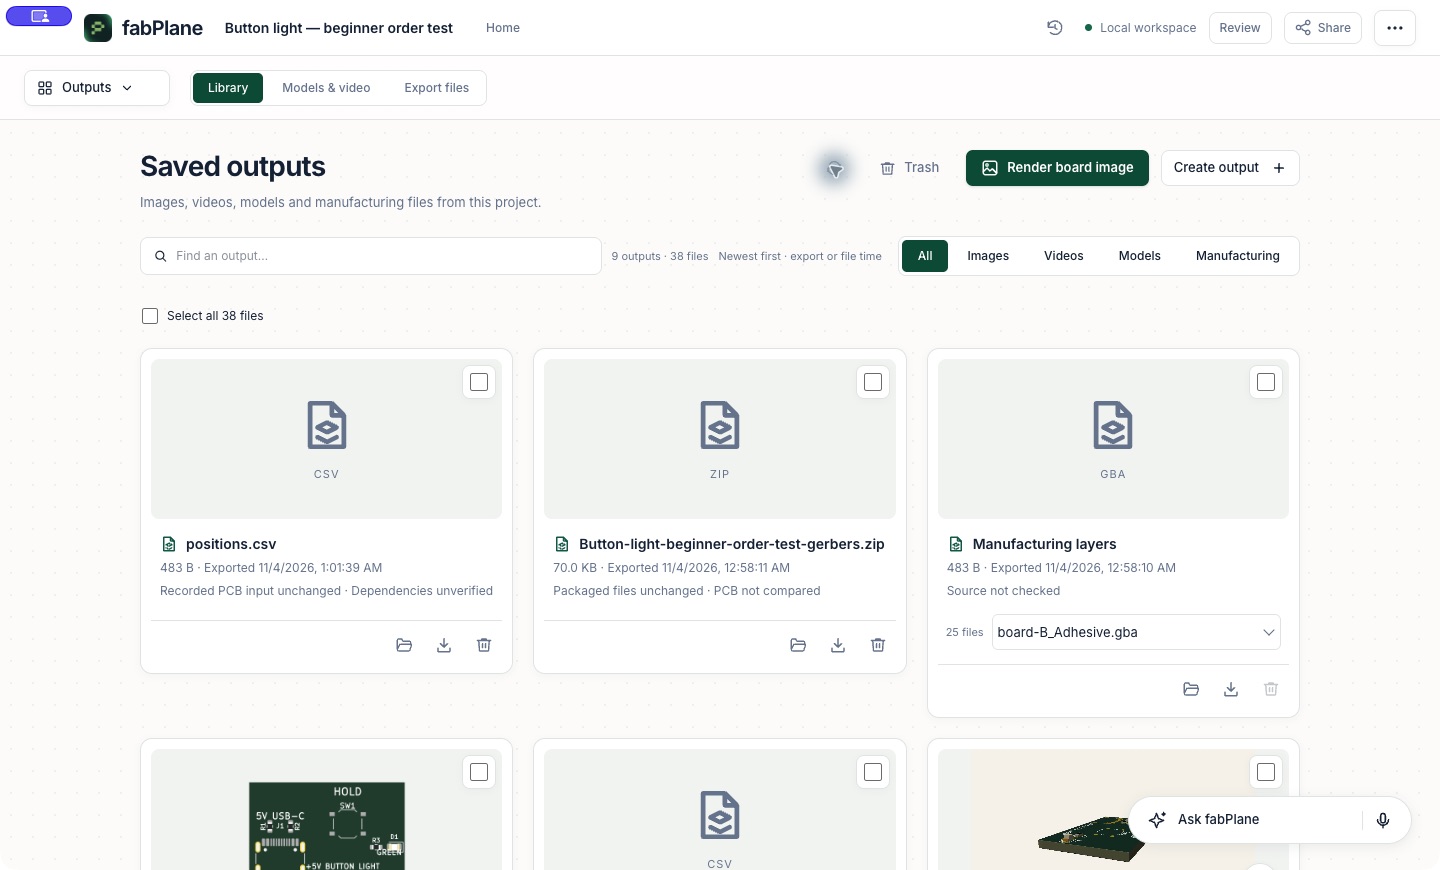 fabPlane
Button light — beginner order test
Home
Local workspace
Review
Share
Outputs
Library
Models & video
Export files
Saved outputs
Trash
Render board image
Create output
Images, videos, models and manufacturing files from this project.
Find an output...
9 outputs · 38 files
Newest first · export or file time
All
Images
Videos
Models
Manufacturing
Select all 38 files
CSV
ZIP
GBA
positions.csv
483 B · Exported 11/4/2026, 1:01:39 AM
Recorded PCB input unchanged · Dependencies unverified
Button-light-beginner-order-test-gerbers.zip
70.0 KB · Exported 11/4/2026, 12:58:11 AM
Packaged files unchanged · PCB not compared
Manufacturing layers
483 B · Exported 11/4/2026, 12:58:10 AM
Source not checked
25 files
board-B_Adhesive.gba
HOLD
SW1
5V USB-C
J1
R3
D1
GREEN
+5V BUTTON LIGHT
CSV
Ask fabPlane